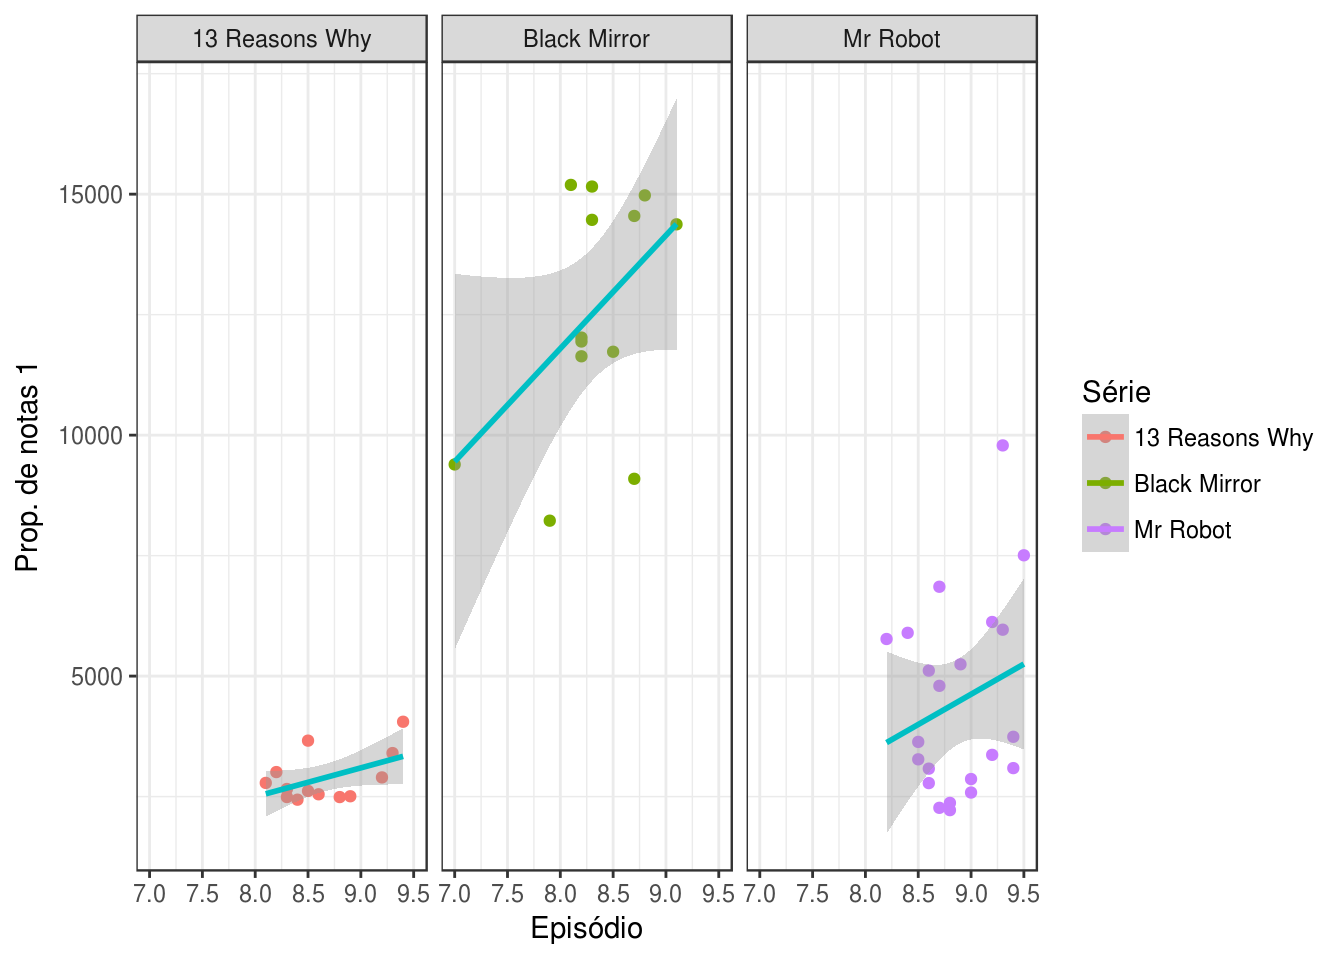 13 Reasons Why
Black Mirror
Mr Robot
15000
10000
5000
Prop. de notas 1
7.0 7.5 8.0 8.5 9.0 9.5
7.0 7.5 8.0 8.5 9.0 9.5
7.0 7.5 8.0 8.5 9.0 9.5
Episódio
Série
13 Reasons Why
Black Mirror
Mr Robot